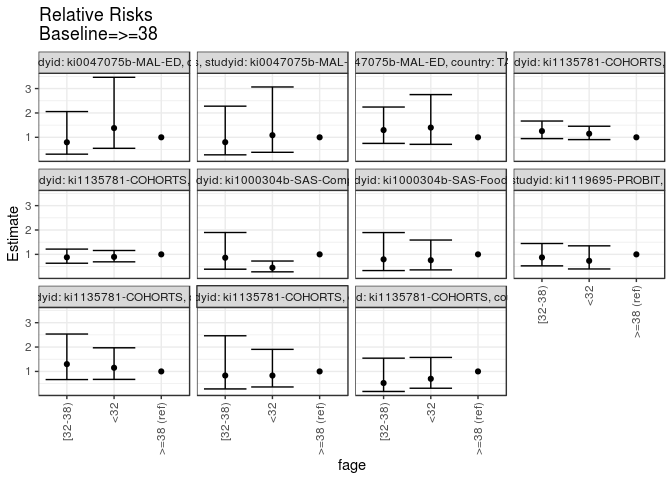 Relative Risks
Baseline=>=38
dyid: ki0047075b-MAL-ED,
, studyid: ki0047075b-MAL-
47075b-MAL-ED, country: TA
dyid: ki1135781-COHORTS,
dyid: ki1135781-COHORTS,
dyid: ki1000304b-SAS-Com
dyid: ki1000304b-SAS-Food
studyid: ki1119695-PROBIT,
dyid: ki1135781-COHORTS,
dyid: ki1135781-COHORTS,
d: ki1135781-COHORTS, co
3
2
1
3
2
1
3
2
1
Estimate
[32-38)
<32
>=38 (ref)
[32-38)
<32
>=38 (ref)
[32-38)
<32
>=38 (ref)
[32-38)
<32
>=38 (ref)
fage